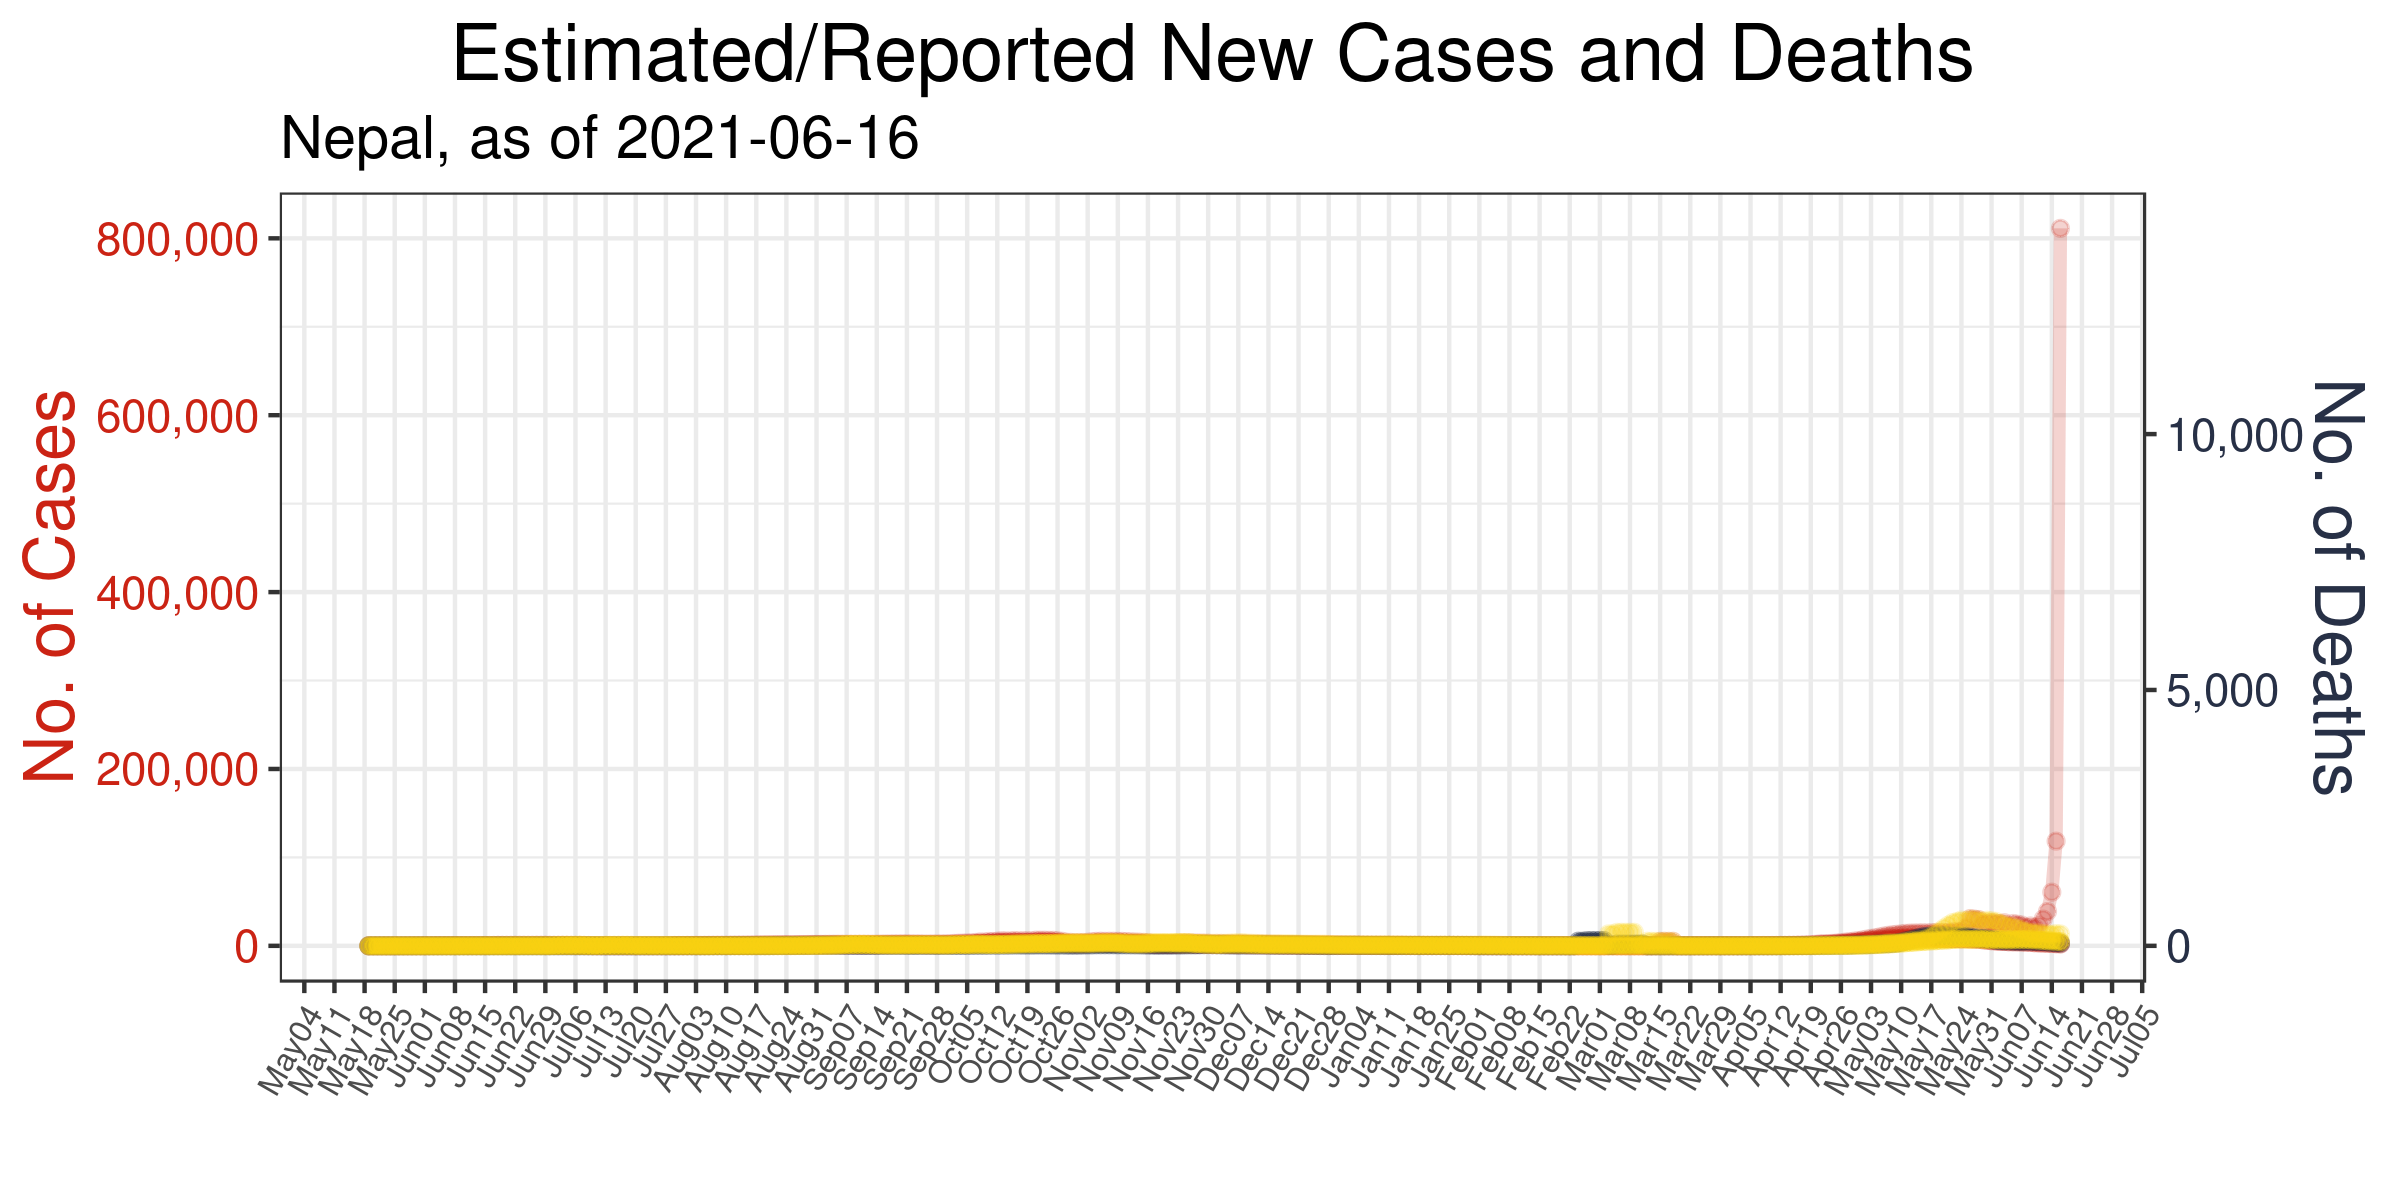 Estimated/Reported New Cases and Deaths
Nepal, as of 2021-06-16
No. of Cases
800,000
600,000
400,000
200,000
0
10,000
5,000
0
No. of Deaths
May04 May11 May18 May25 Jun01 Jun08 Jun15 Jun22 Jun29 Jul06 Jul13 Jul20 Jul27 Aug03 Aug10 Aug17 Aug24 Aug31 Sep07 Sep14 Sep21 Sep28 Oct05 Oct12 Oct19 Oct26 Nov02 Nov09 Nov16 Nov23 Nov30 Dec07 Dec14 Dec21 Dec28 Jan04 Jan11 Jan18 Jan25 Feb01 Feb08 Feb15 Feb22 Mar01 Mar08 Mar15 Mar22 Mar29 Apr05 Apr12 Apr19 Apr26 May03 May10 May17 May24 May31 Jun07 Jun14 Jun21 Jun28 Jul05